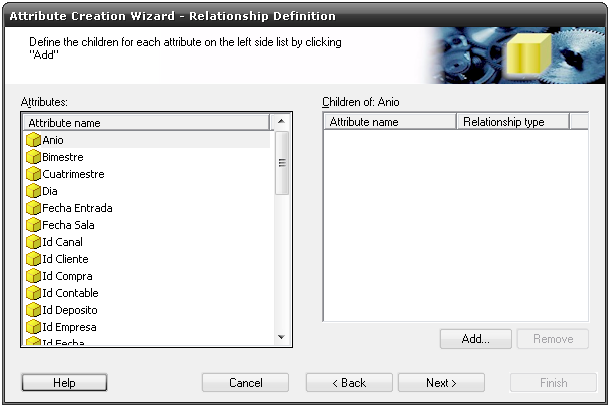 Attribute Creation Wizard - Relationship Definition
Define the children for each attribute on the left side list by clicking
"Add"
Attributes:
Attribute name
Anio
Bimestre
Cuatrimestre
Dia
Fecha Entrada
Fecha Sala
Id Canal
Id Cliente
Id Compra
Id Contable
Id Deposito
Id Empresa
Id Fecha
Children of: Anio
Attribute name Relationship type
Add... Remove
Help Cancel < Back Next > Finish